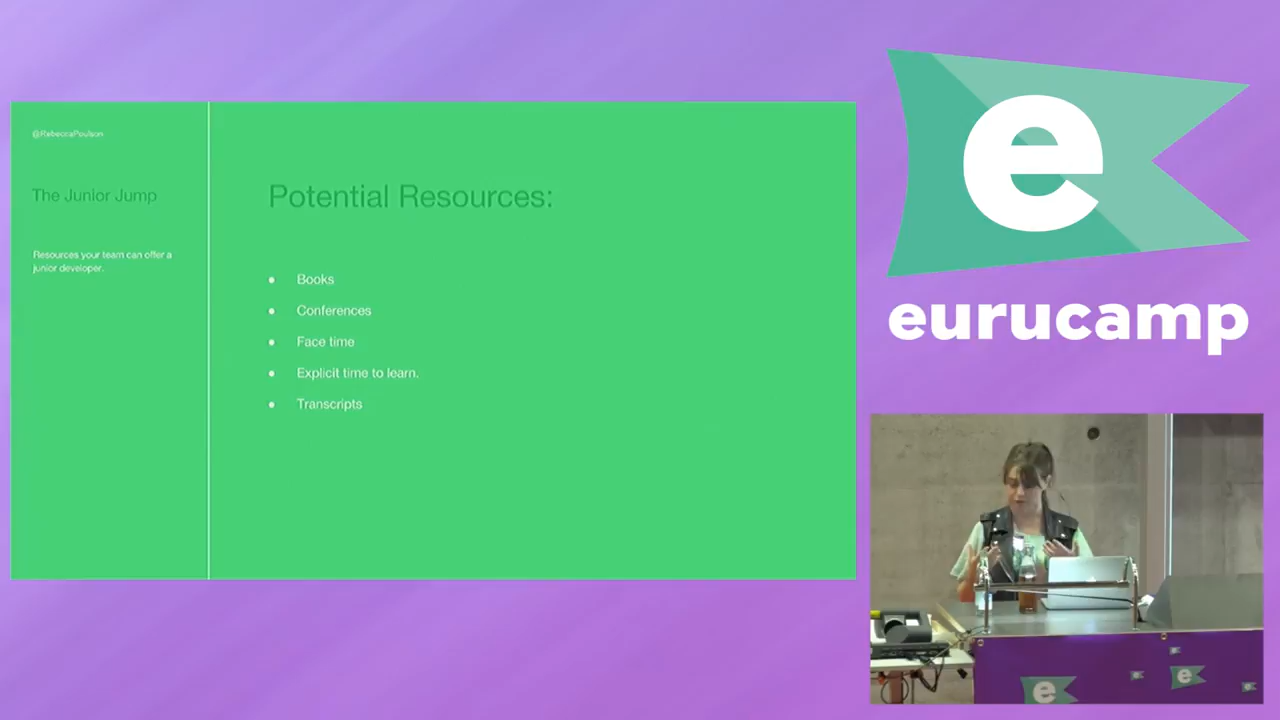 @RebeccaPoulson
The Junior Jump
Resources your team can offer a
junior developer.
Potential Resources:
● Books
● Conferences
● Face time
● Explicit time to learn.
● Transcripts
e
eurucamp
e
e
e
e
e